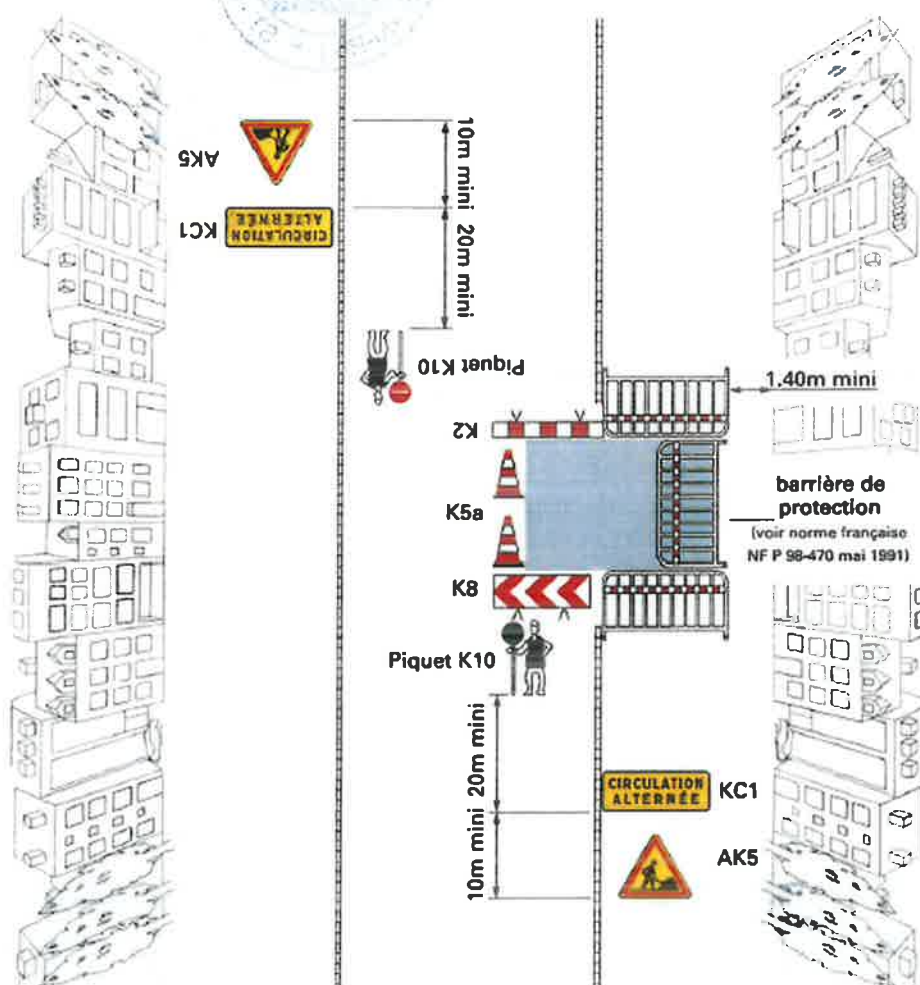 AK5
10m mini
KC1
CIRCULATION
ALTERNÉE
20m mini
Piquet K10
1.40m mini
K2
K5a
barrière de
protection
(voir norme française
NF P 98-470 mai 1991)
K8
Piquet K10
20m mini
CIRCULATION
ALTERNÉE
KC1
10m mini
AK5